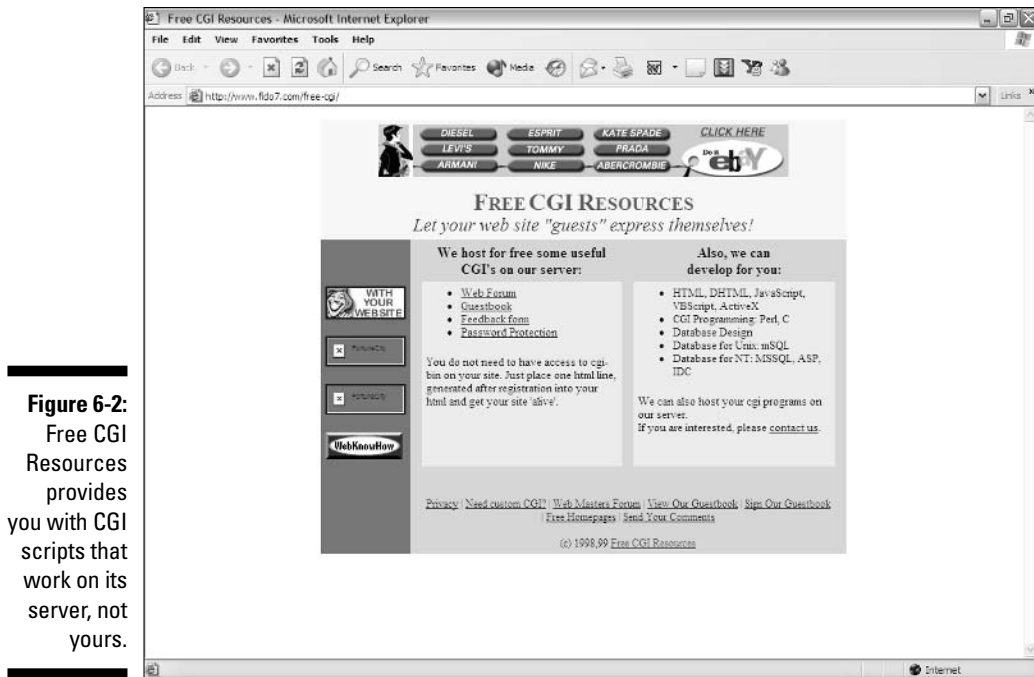 Free CGI Resources - Microsoft Internet Explorer
File Edit View Favorites Tools Help
Back Search Favorites Media
Address http://www.fido7.com/free-cgi/ Links »
DIESEL ESPRIT KATE SPADE CLICK HERE
LEVI'S TOMMY PRADA
ARMANI NIKE ABERCROMBIE
Do it ebaY
FREE CGI RESOURCES
Let your web site "guests" express themselves!
We host for free some useful
CGI's on our server:
Web Forum
Guestbook
Feedback form
Password Protection
You do not need to have access to cgi-
bin on your site. Just place one html line,
generated after registration into your
html and get your site 'alive'.
Also, we can
develop for you:
HTML, DHTML, JavaScript,
VBScript, ActiveX
CGI Programming: Perl, C
Database Design
Database for Unix: mSQL
Database for NT: MSSQL, ASP,
IDC
We can also host your cgi programs on
our server.
If you are interested, please contact us.
WITH
YOUR
WEBSITE
WebKnowHow
Privacy | Need custom CGI? | Web Masters Forum | View Our Guestbook | Sign Our Guestbook
| Free Homepages | Send Your Comments
(c) 1998,99 Free CGI Resources
Internet
Figure 6-2:
Free CGI
Resources
provides
you with CGI
scripts that
work on its
server, not
yours.